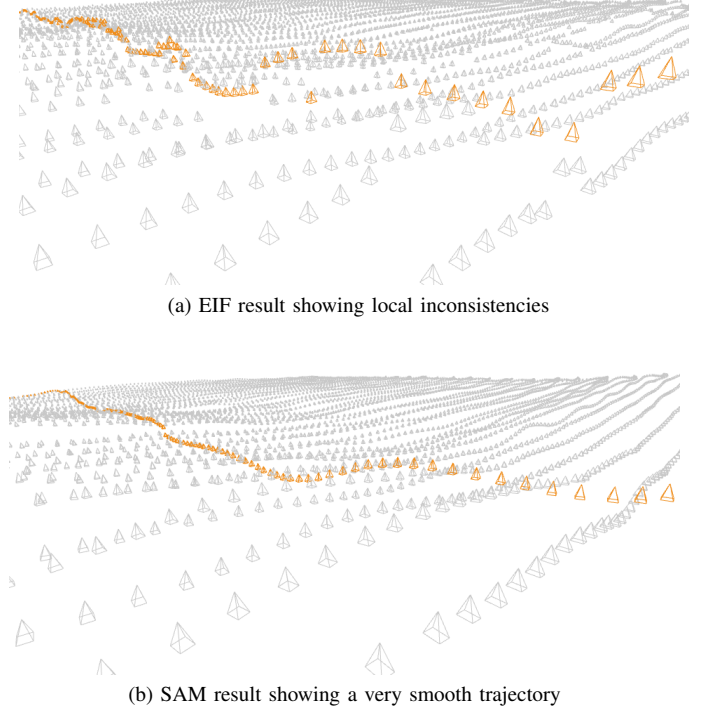 (a) EIF result showing local inconsistencies
(b) SAM result showing a very smooth trajectory